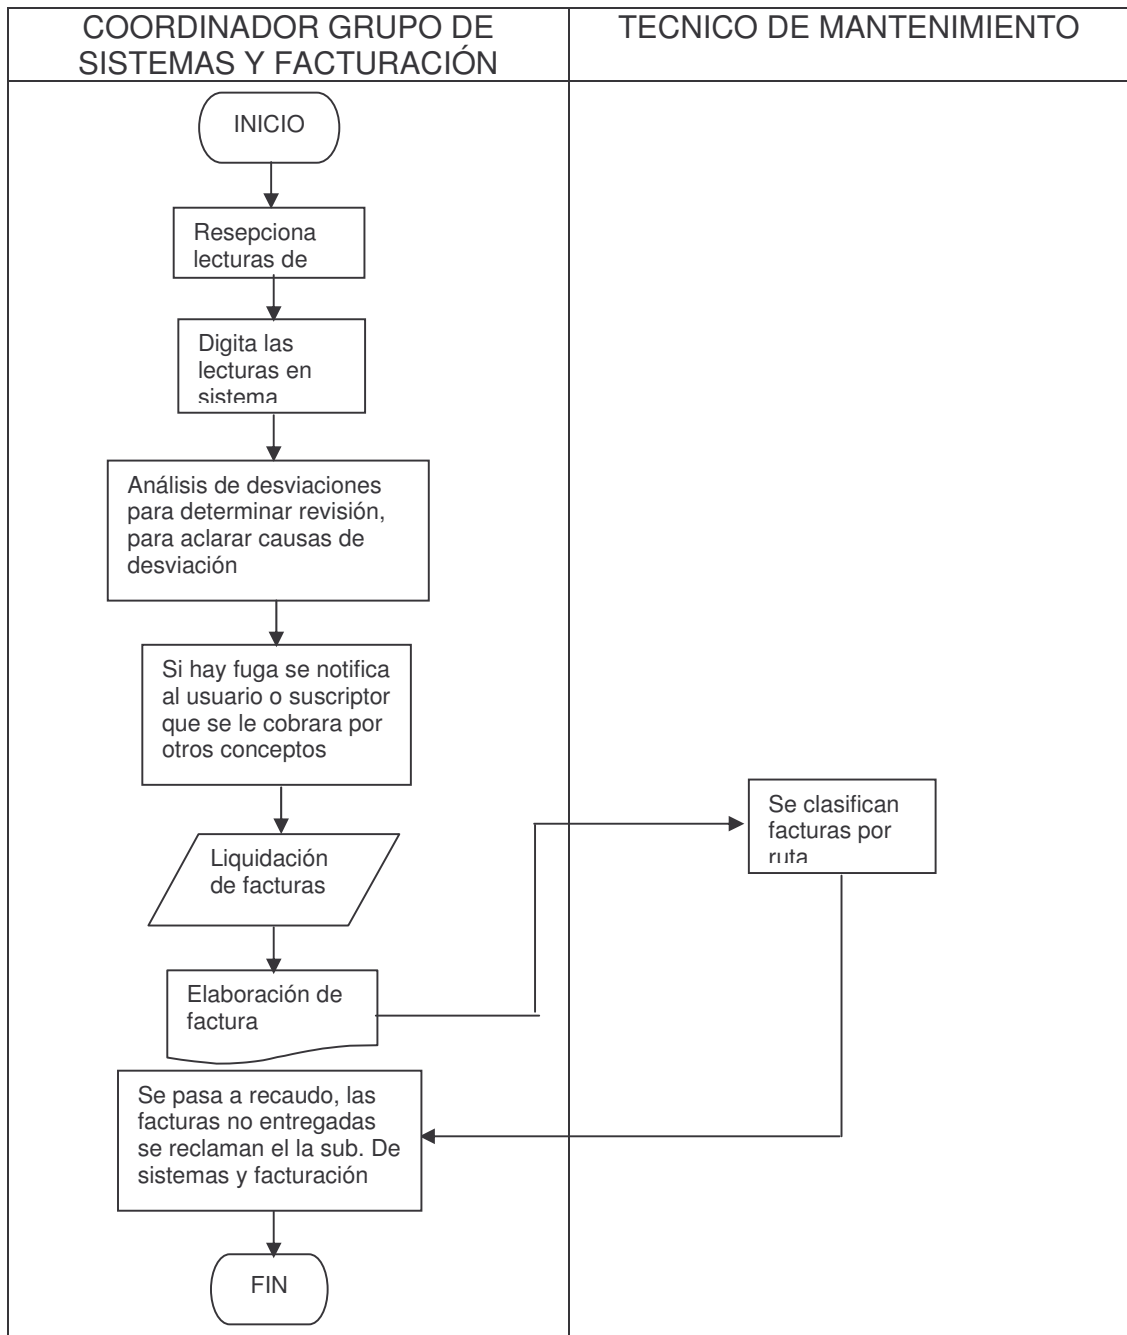 COORDINADOR GRUPO DE
SISTEMAS Y FACTURACIÓN
TECNICO DE MANTENIMIENTO
INICIO
Resepciona
lecturas de
Digita las
lecturas en
sistema
Análisis de desviaciones
para determinar revisión,
para aclarar causas de
desviación
Si hay fuga se notifica
al usuario o suscriptor
que se le cobrara por
otros conceptos
Liquidación
de facturas
Elaboración de
factura
Se clasifican
facturas por
ruta
Se pasa a recaudo, las
facturas no entregadas
se reclaman el la sub. De
sistemas y facturación
FIN